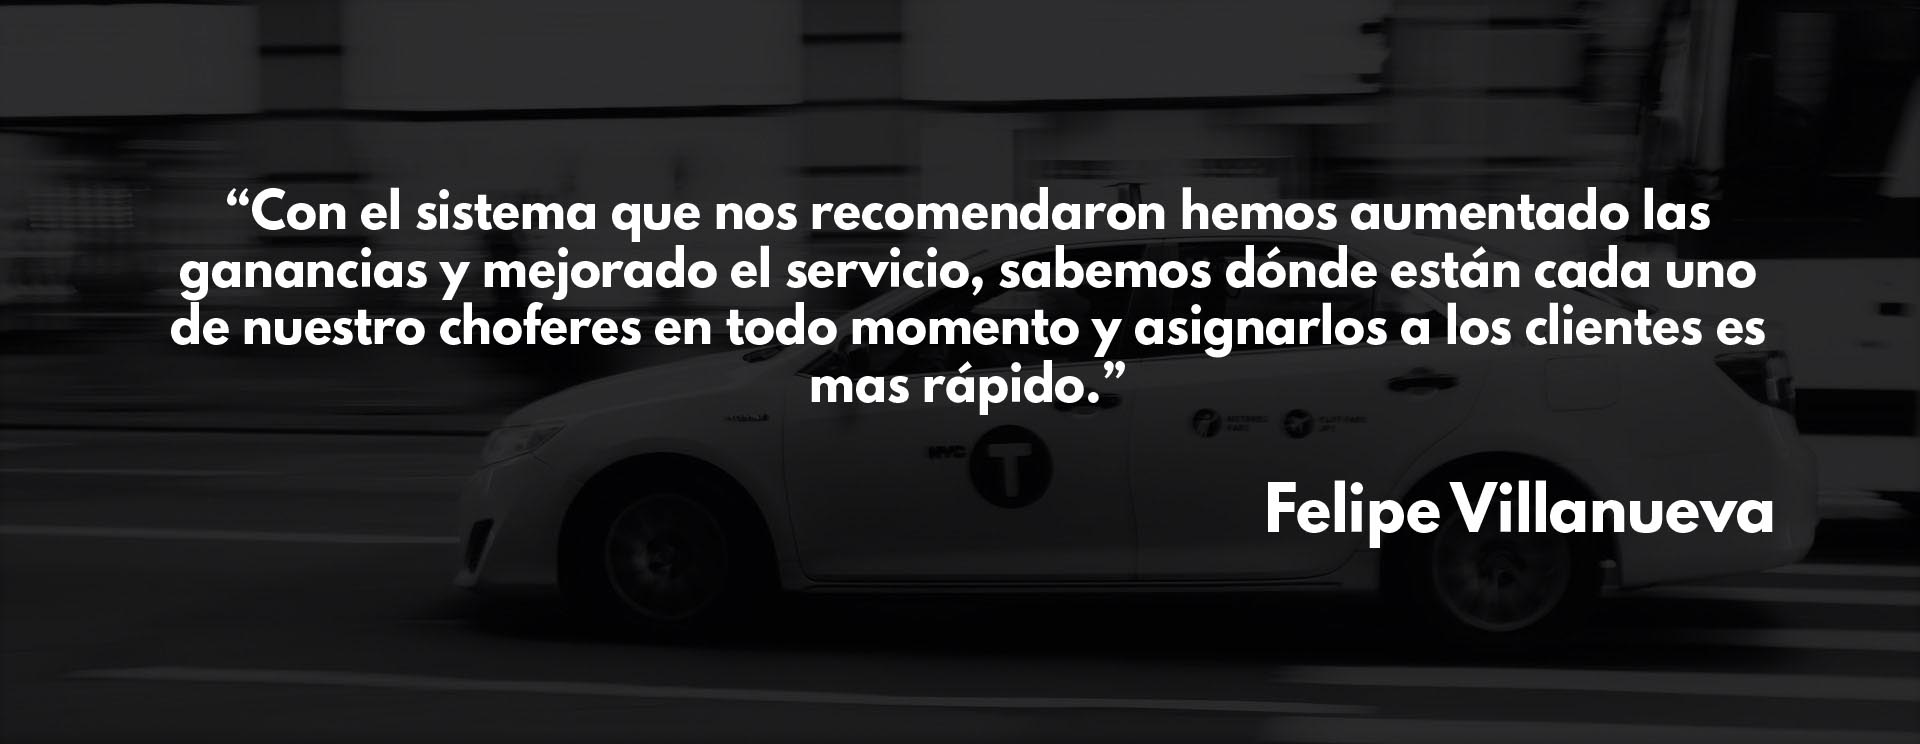 “Con el sistema que nos recomendaron hemos aumentado las
ganancias y mejorado el servicio, sabemos dónde están cada uno
de nuestro choferes en todo momento y asignarlos a los clientes es
mas rápido.”
NYC T
Felipe Villanueva